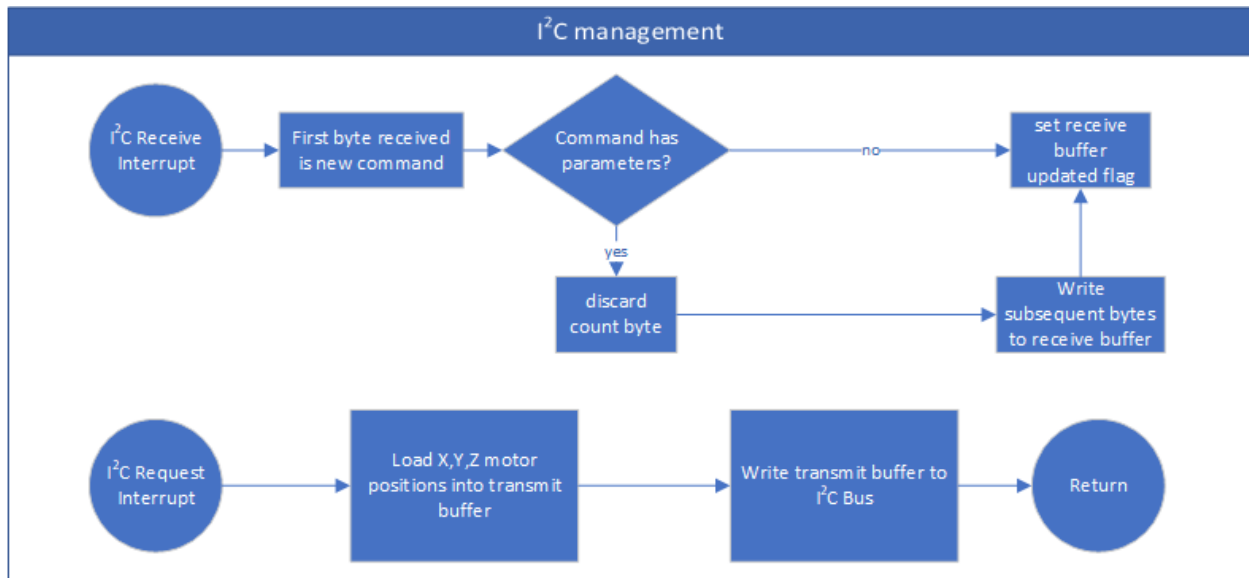 I²C management
I²C Receive
Interrupt
First byte received
is new command
Command has
parameters?
no
set receive
buffer
updated flag
yes
discard
count byte
Write
subsequent bytes
to receive buffer
I²C Request
Interrupt
Load X,Y,Z motor
positions into transmit
buffer
Write transmit buffer to
I²C Bus
Return